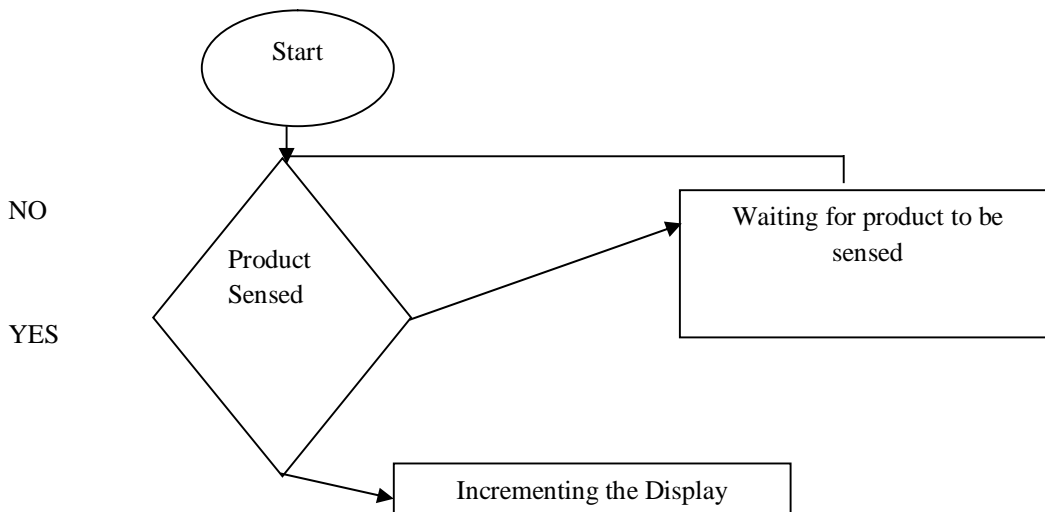 Start
NO
Waiting for product to be
sensed
Product
Sensed
YES
Incrementing the Display